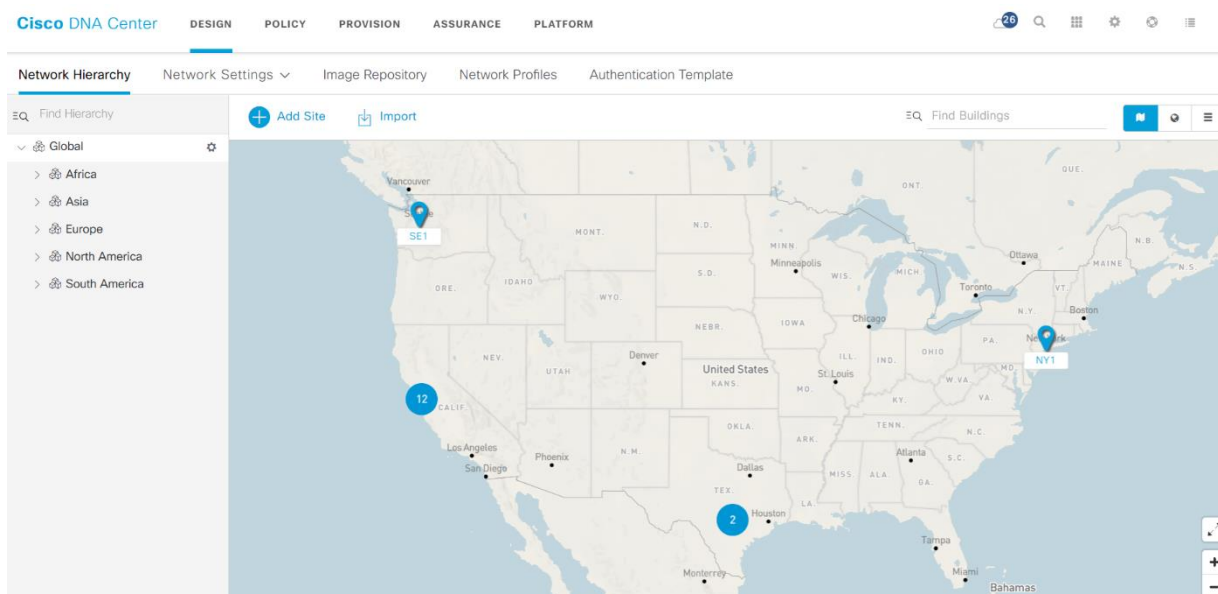 Cisco DNA Center DESIGN POLICY PROVISION ASSURANCE PLATFORM 26
Network Hierarchy Network Settings Image Repository Network Profiles Authentication Template
Find Hierarchy
Add Site Import Find Buildings
Global
Africa
Asia
Europe
North America
South America
QUE.
Vancouver
ONT.
SE1
N.D.
MONT.
N.B.
MINN.
Ottawa
Minneapolis
MAINE
N.S.
S.D.
WIS.
MICH.
ORE.
IDAHO
Toronto
VT.
WYO.
N.Y.
Boston
Chicago
IOWA
NEBR.
PA.
NY1
NEV.
Denver
ILL.
IND.
OHIO
UTAH
United States
St. Louis
MD.
KANS.
MO.
W.VA.
12
CALIF.
KY.
VA.
OKLA.
TENN.
N.C.
ARK.
Los Angeles
Phoenix
N.M.
Atlanta
S.C.
San Diego
Dallas
MISS.
ALA.
GA.
TEX.
LA.
2
Houston
Tampa
Monterrey
Miami
Bahamas